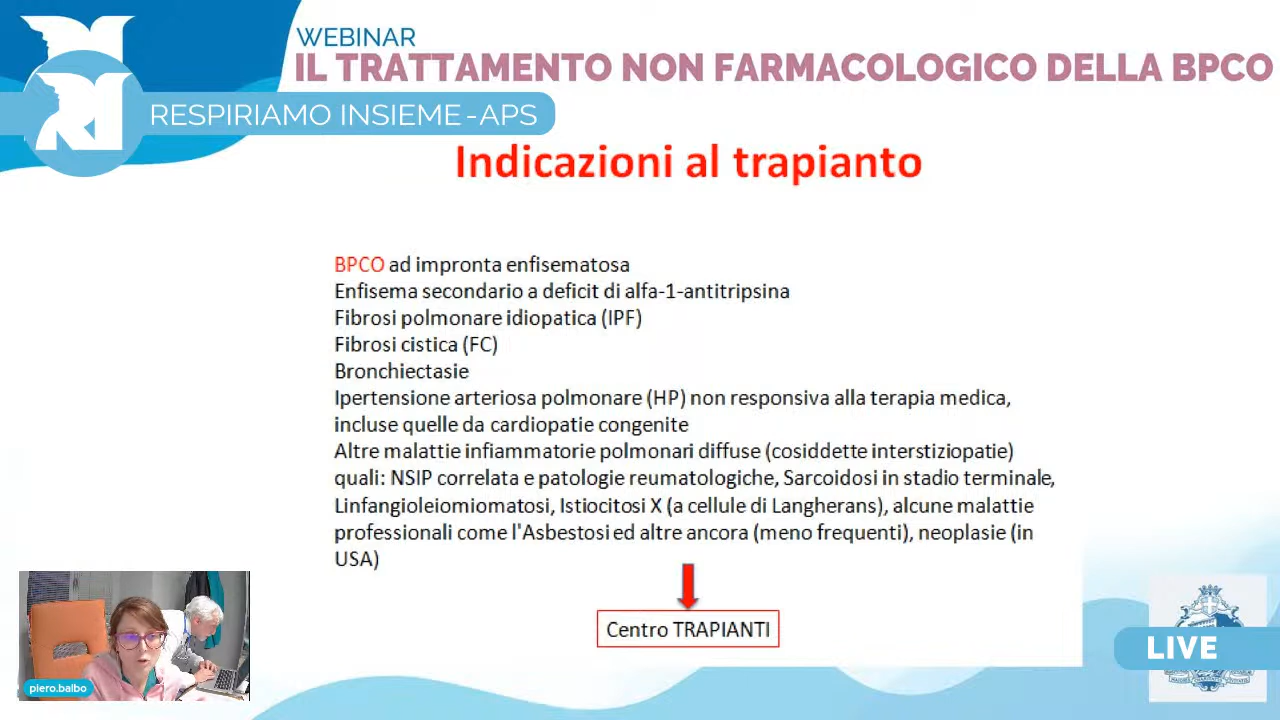 WEBINAR
IL TRATTAMENTO NON FARMACOLOGICO DELLA BPCO
RESPIRIAMO INSIEME-APS
Indicazioni al trapianto
BPCO ad impronta enfisematosa
Enfisema secondario a deficit di alfa-1-antitripsina
Fibrosi polmonare idiopatica (IPF)
Fibrosi cistica (FC)
Bronchiectasie
Ipertensione arteriosa polmonare (HP) non responsiva alla terapia medica,
incluse quelle da cardiopatie congenite
Altre malattie infiammatorie polmonari diffuse (cosiddette interstiziopatie)
quali: NSIP correlata e patologie reumatologiche, Sarcoidosi in stadio terminale,
Linfangioleiomiomatosi, Istiocitosi X (a cellule di Langherans), alcune malattie
professionali come l'Asbestosi ed altre ancora (meno frequenti), neoplasie (in
USA)
Centro TRAPIANTI
piero.balbo
LIVE